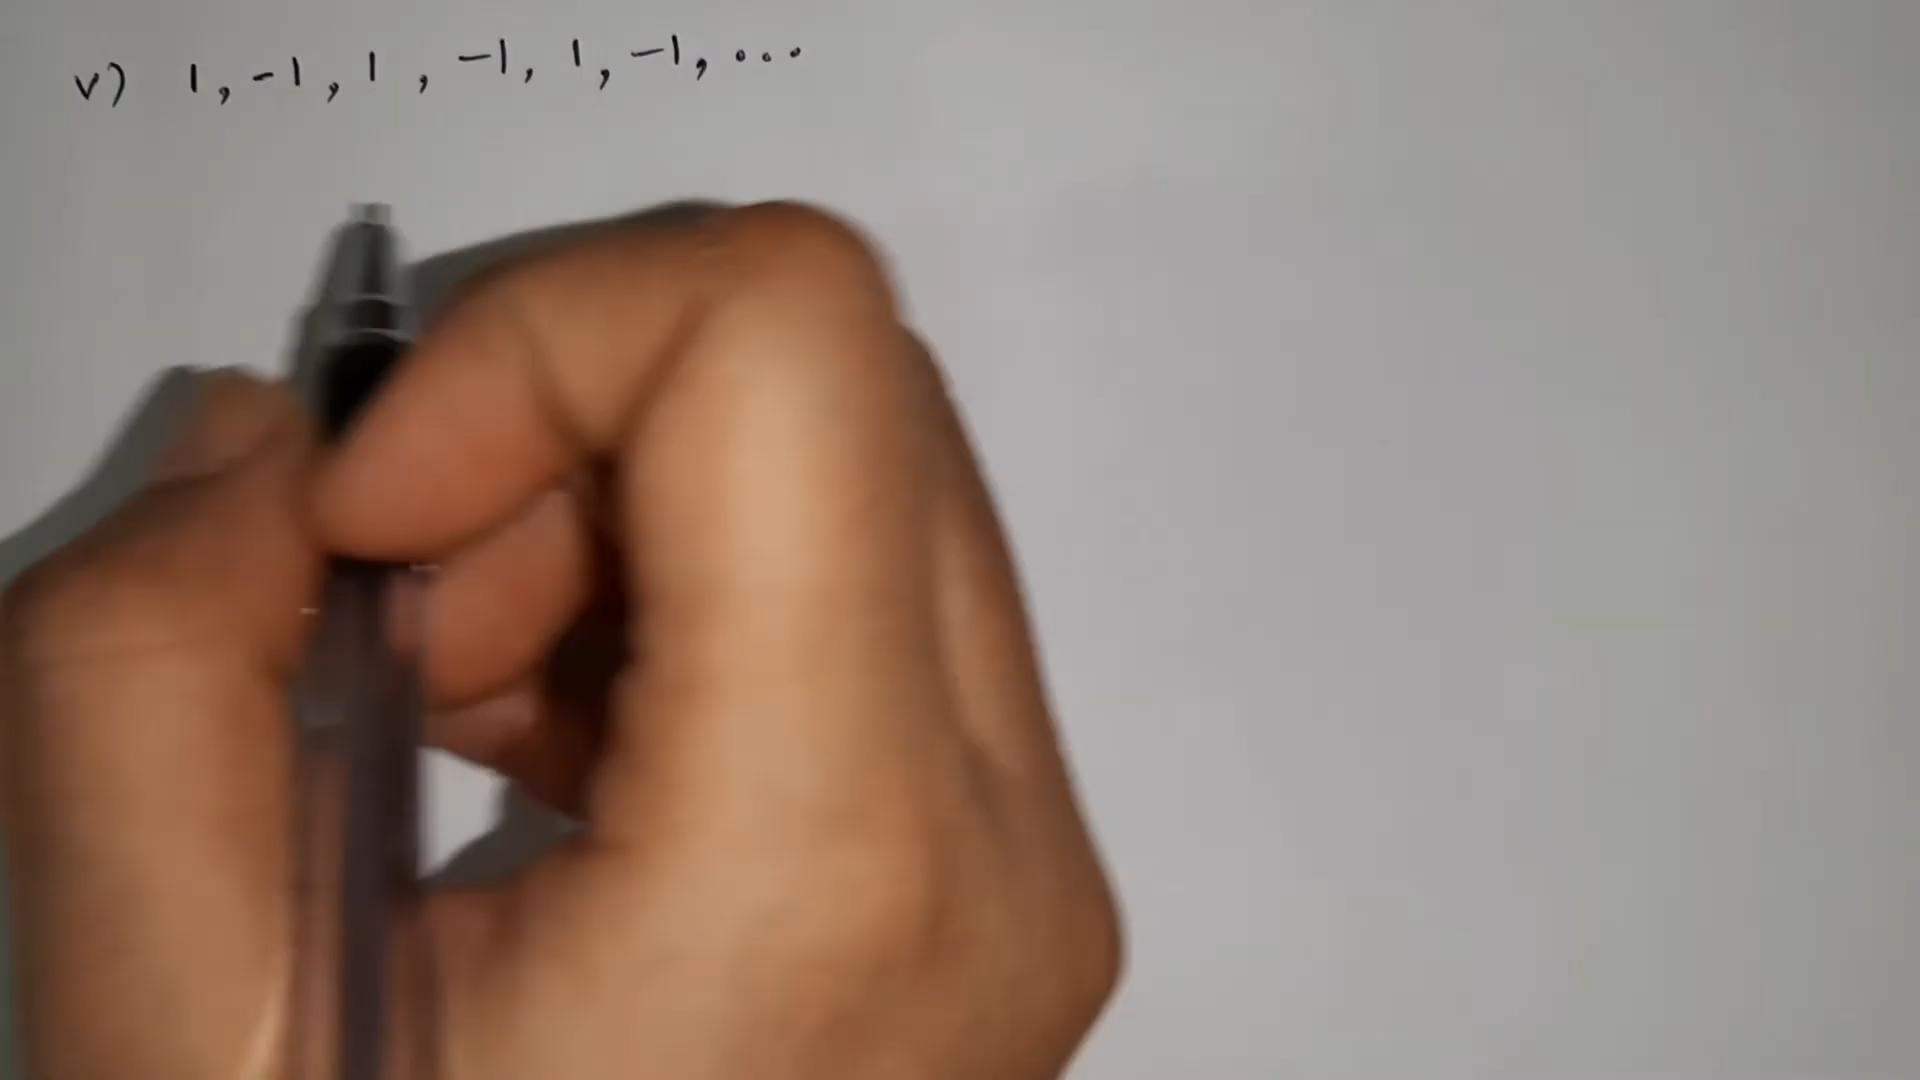 v) 1, -1, 1, -1, 1, -1, ...